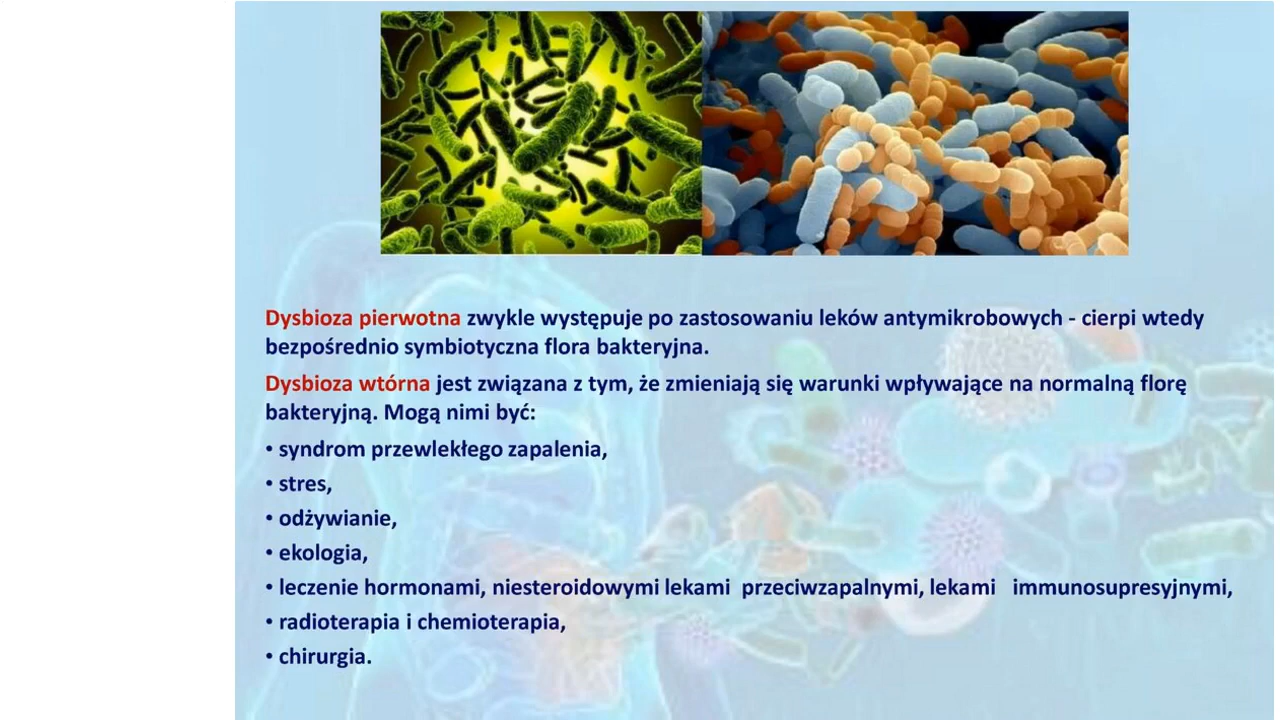 Dysbioza pierwotna zwykle występuje po zastosowaniu leków antymikrobowych - cierpi wtedy
bezpośrednio symbiotyczna flora bakteryjna.
Dysbioza wtórna jest związana z tym, że zmieniają się warunki wpływające na normalną florę
bakteryjną. Mogą nimi być:
• syndrom przewlekłego zapalenia,
• stres,
• odżywianie,
• ekologia,
• leczenie hormonami, niesteroidowymi lekami przeciwzapalnymi, lekami immunosupresyjnymi,
• radioterapia i chemioterapia,
• chirurgia.